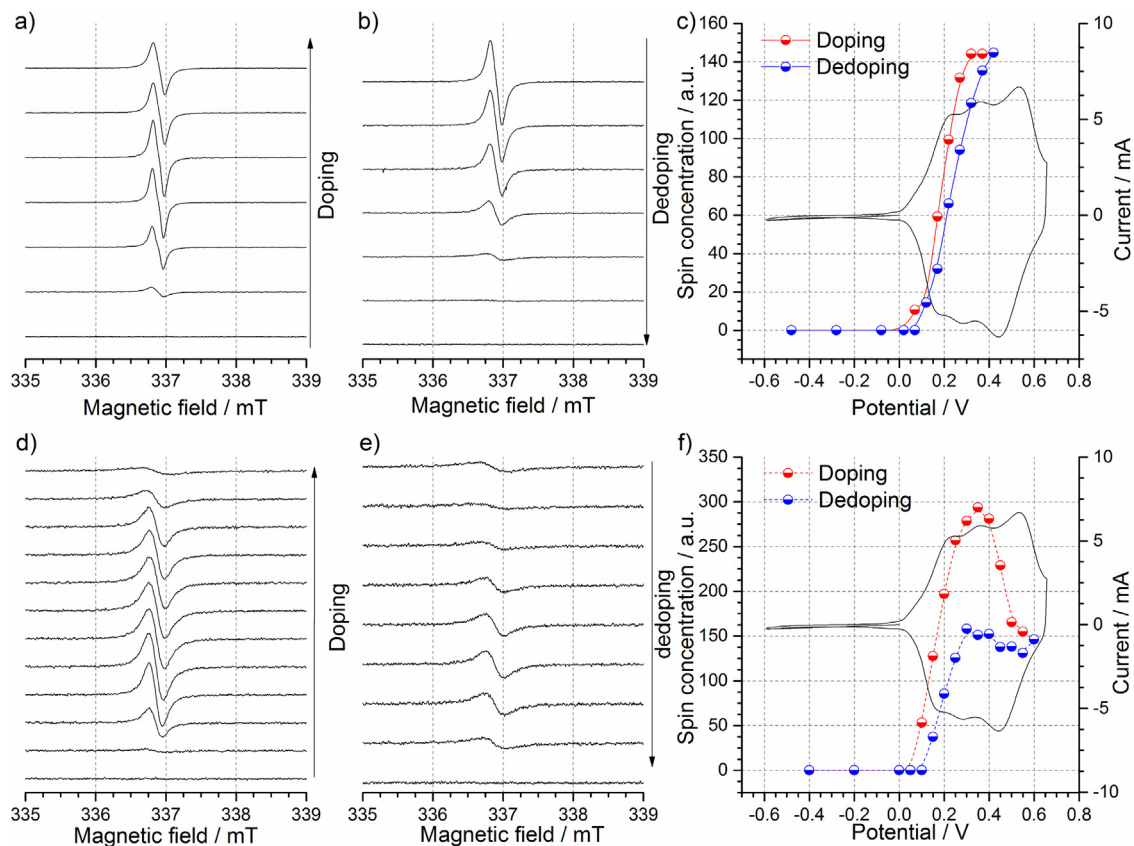 a)
Doping
335 336 337 338 339
Magnetic field / mT
b)
Dedoping
335 336 337 338 339
Magnetic field / mT
c)
Doping
Dedoping
160
140
120
100
80
60
40
20
0
Spin concentration / a.u.
10
5
0
-5
Current / mA
-0.6 -0.4 -0.2 0.0 0.2 0.4 0.6 0.8
Potential / V
d)
Doping
335 336 337 338 339
Magnetic field / mT
e)
dedoping
335 336 337 338 339
Magnetic field / mT
f)
Doping
Dedoping
350
300
250
200
150
100
50
0
Spin concentration / a.u.
10
5
0
-5
-10
Current / mA
-0.6 -0.4 -0.2 0.0 0.2 0.4 0.6 0.8
Potential / V